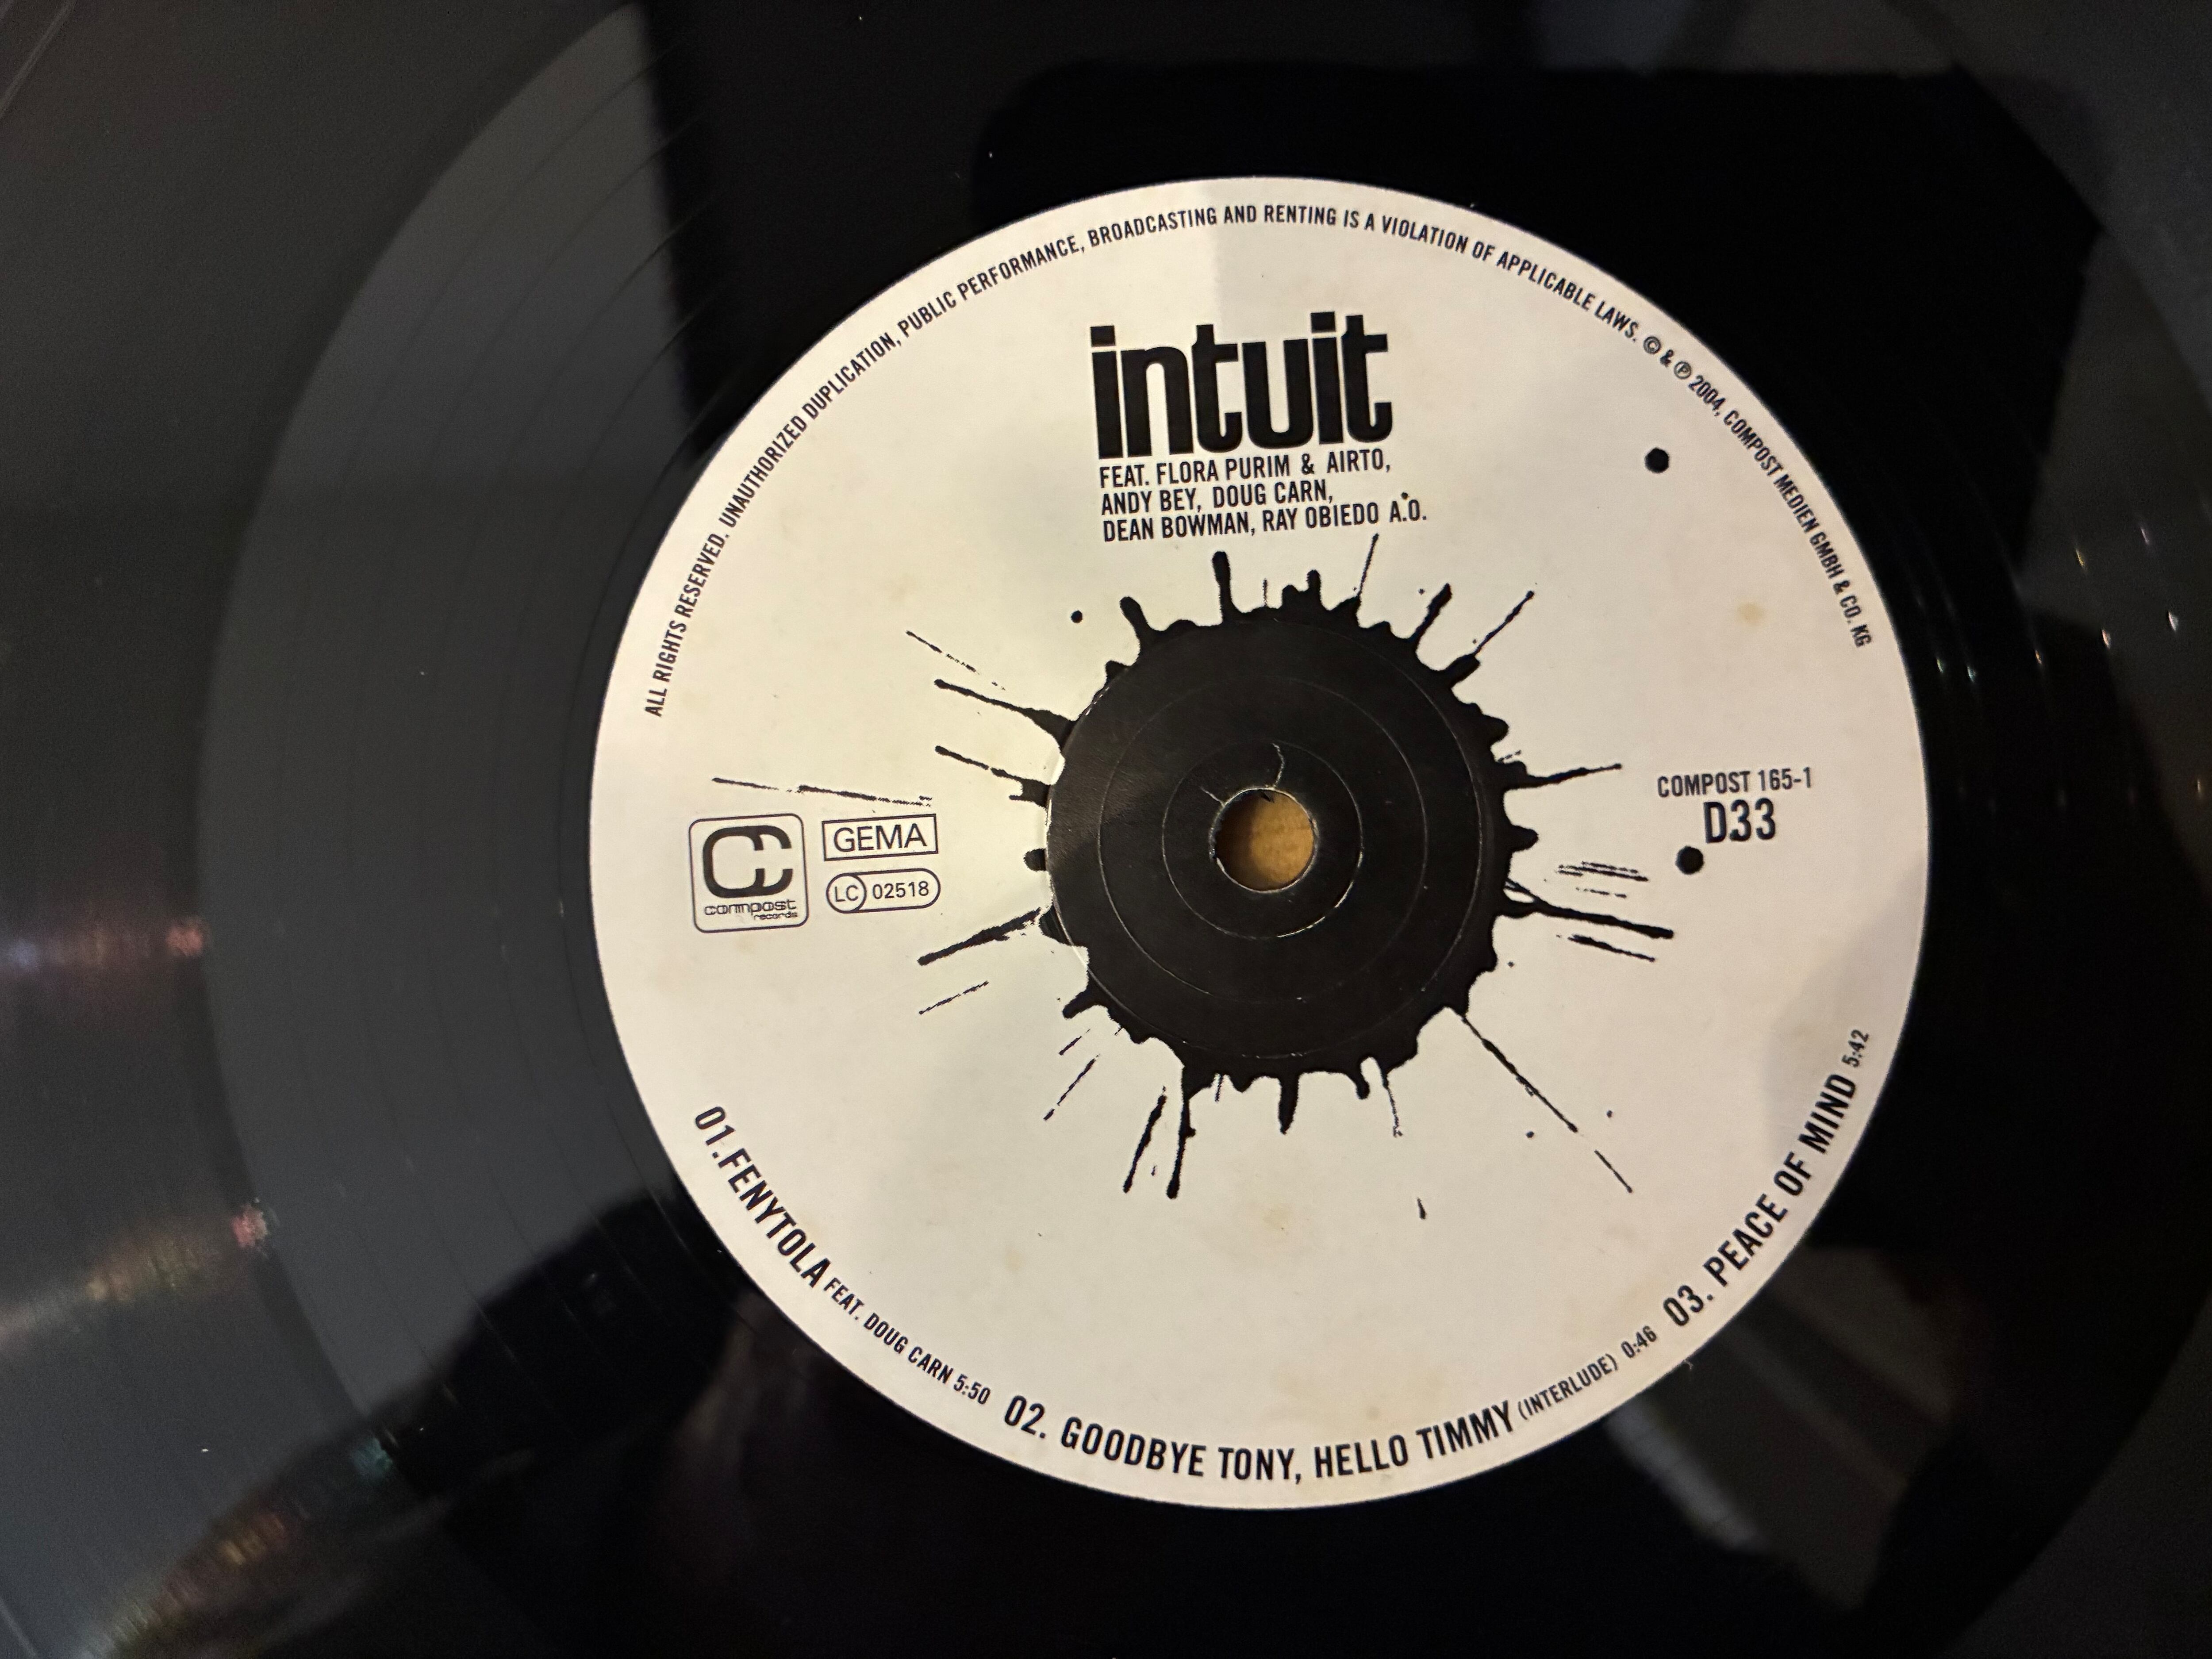 ALL RIGHTS RESERVED. UNAUTHORIZED DUPLICATION, PUBLIC PERFORMANCE, BROADCASTING AND RENTING IS A VIOLATION OF APPLICABLE LAWS. © & ℗ 2004, COMPOST MEDIEN GMBH & CO. KG
intuit
FEAT. FLORA PURIM & AIRTO,
ANDY BEY, DOUG CARN,
DEAN BOWMAN, RAY OBIEDO A.O.
COMPOST 165-1
D33
compost
records
GEMA
LC 02518
01. FENYTOLA FEAT. DOUG CARN 5:50 02. GOODBYE TONY, HELLO TIMMY (INTERLUDE) 0:46 03. PEACE OF MIND 5:42